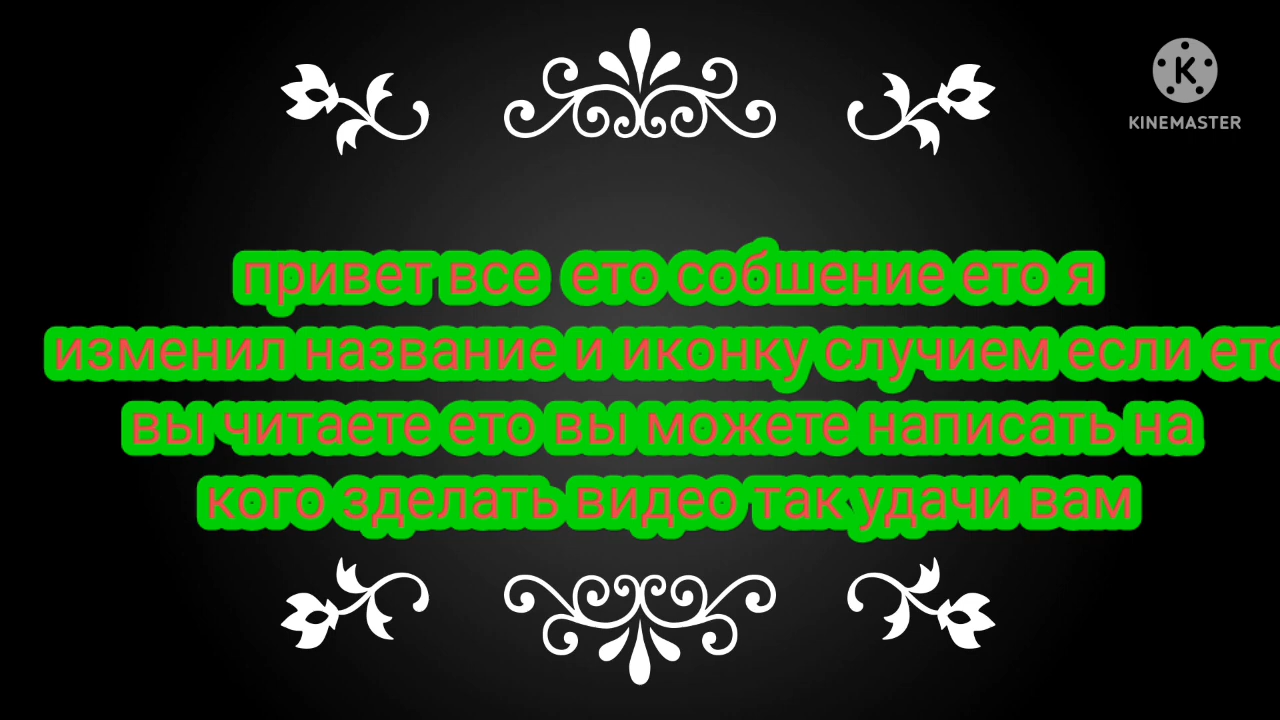 KINEMASTER
привет все ето собшение ето я
изменил название и иконку случием если ето
вы читаете ето вы можете написать на
кого зделать видео так удачи вам